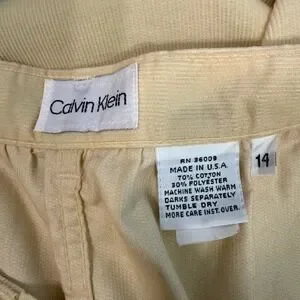 Calvin Klein
RN 36009
MADE IN U.S.A.
70% COTTON
30% POLYESTER
MACHINE WASH WARM
DARKS SEPARATELY
TUMBLE DRY
MORE CARE INST. OVER.
14